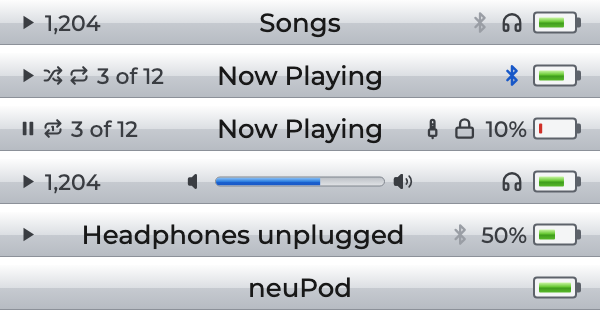 1,204 Songs
3 of 12 Now Playing
3 of 12 Now Playing 10%
1,204
Headphones unplugged 50%
neuPod